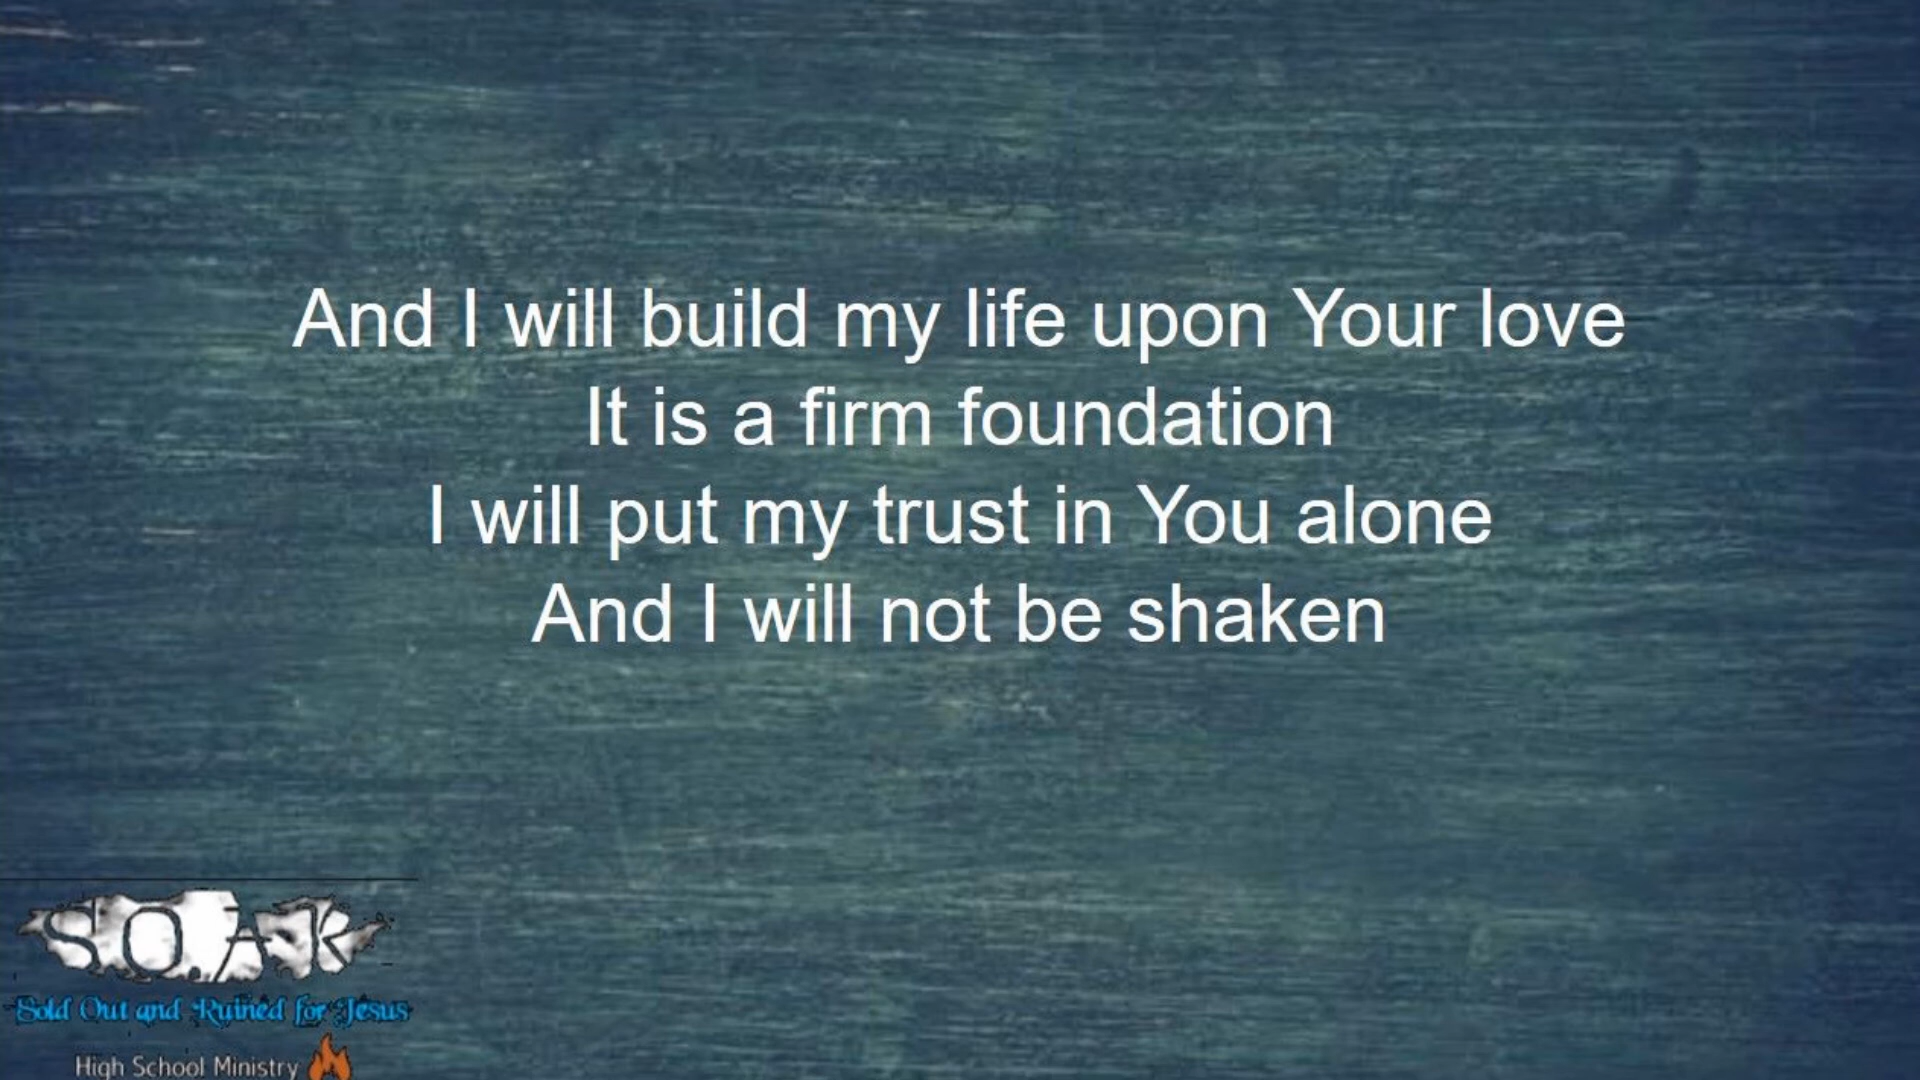 And I will build my life upon Your love
It is a firm foundation
I will put my trust in You alone
And I will not be shaken
S.O.A.R
Sold Out and Ruined for Jesus
High School Ministry